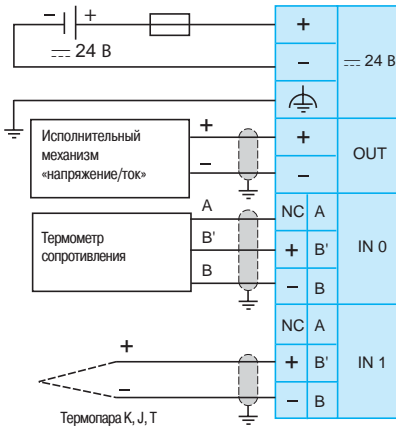 − +
24 В
+
−
24 В
Исполнительный
механизм
«напряжение/ток»
+
−
+
−
OUT
Термометр
сопротивления
A
B'
B
NC A
+ B'
− B
IN 0
NC A
+ B'
− B
IN 1
+
−
Термопара K, J, T